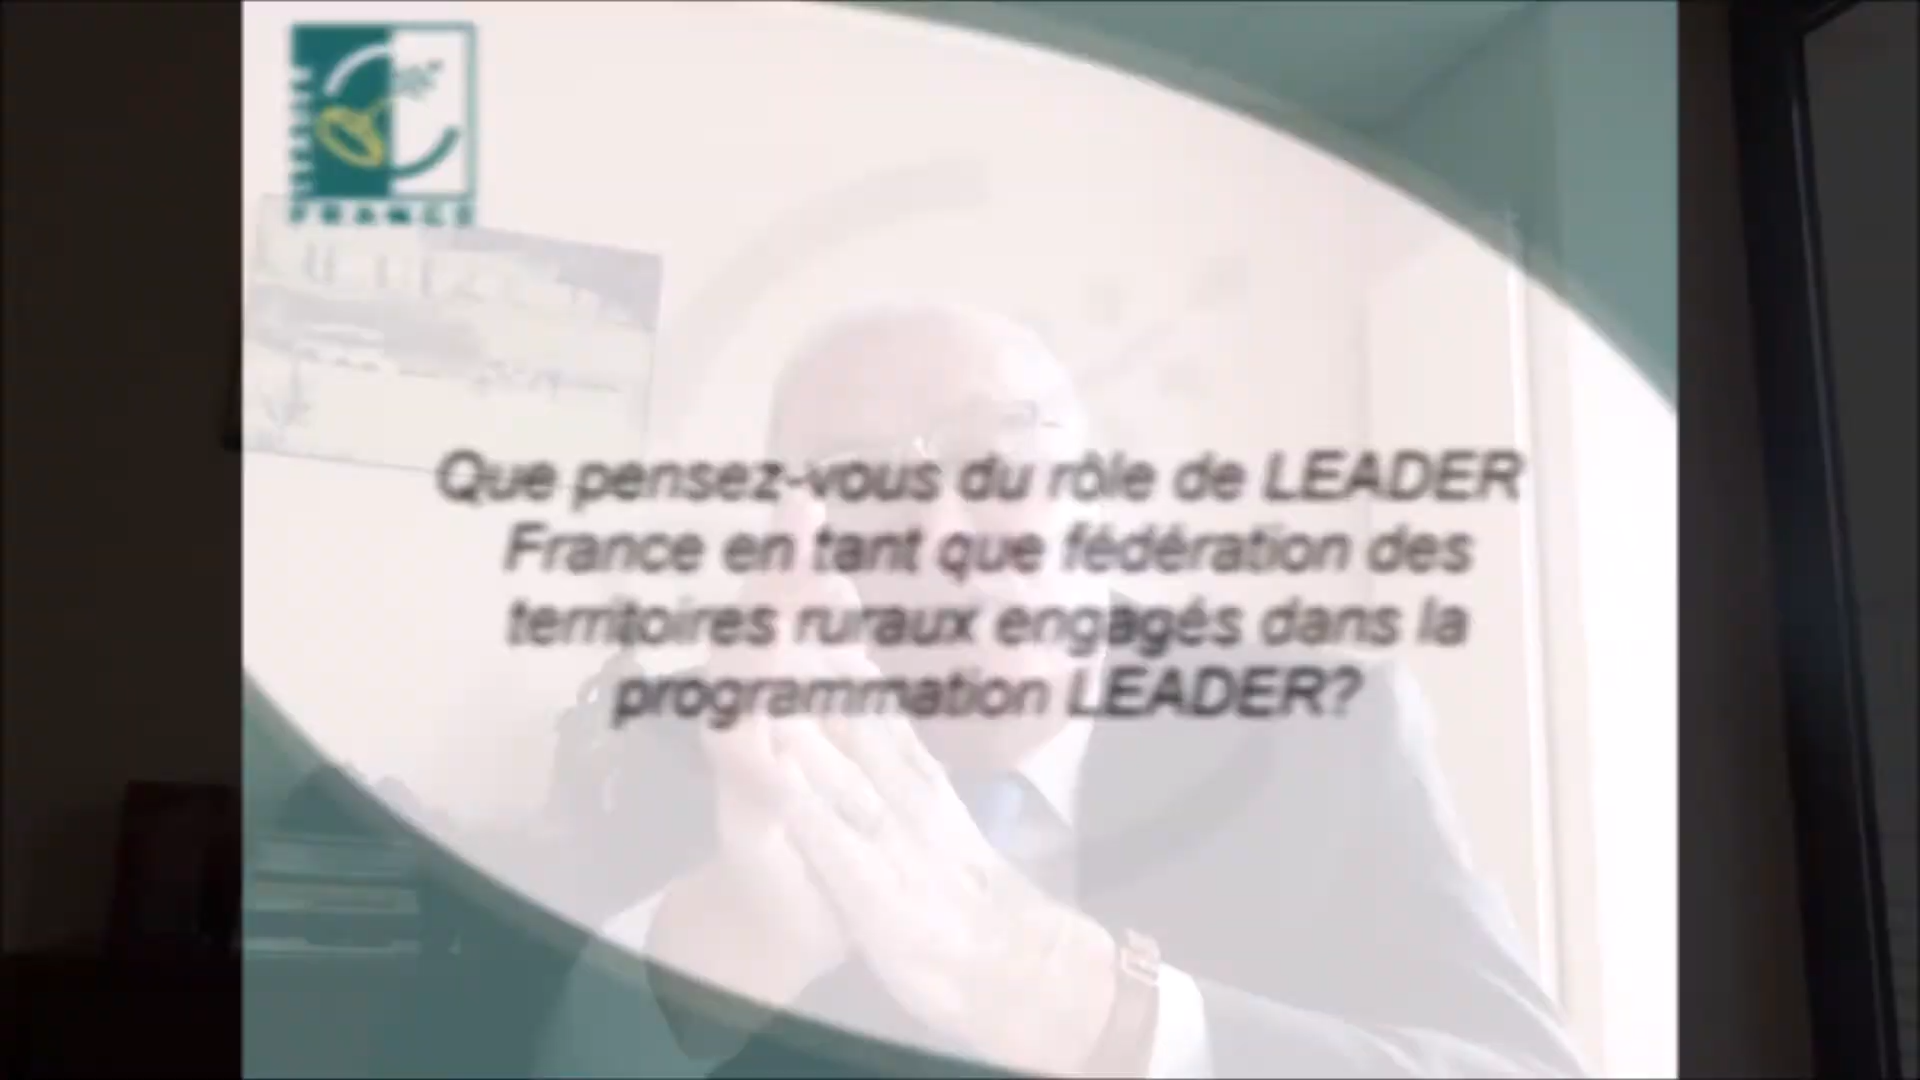 FRANCE
Que pensez-vous du rôle de LEADER
France en tant que fédération des
territoires ruraux engagés dans la
programmation LEADER?